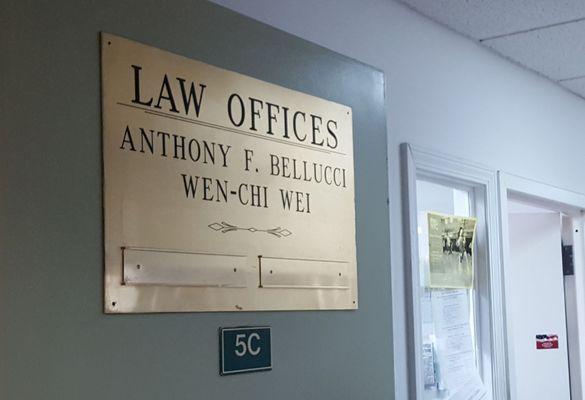 LAW OFFICES
ANTHONY F. BELLUCCI
WEN-CHI WEI
5C